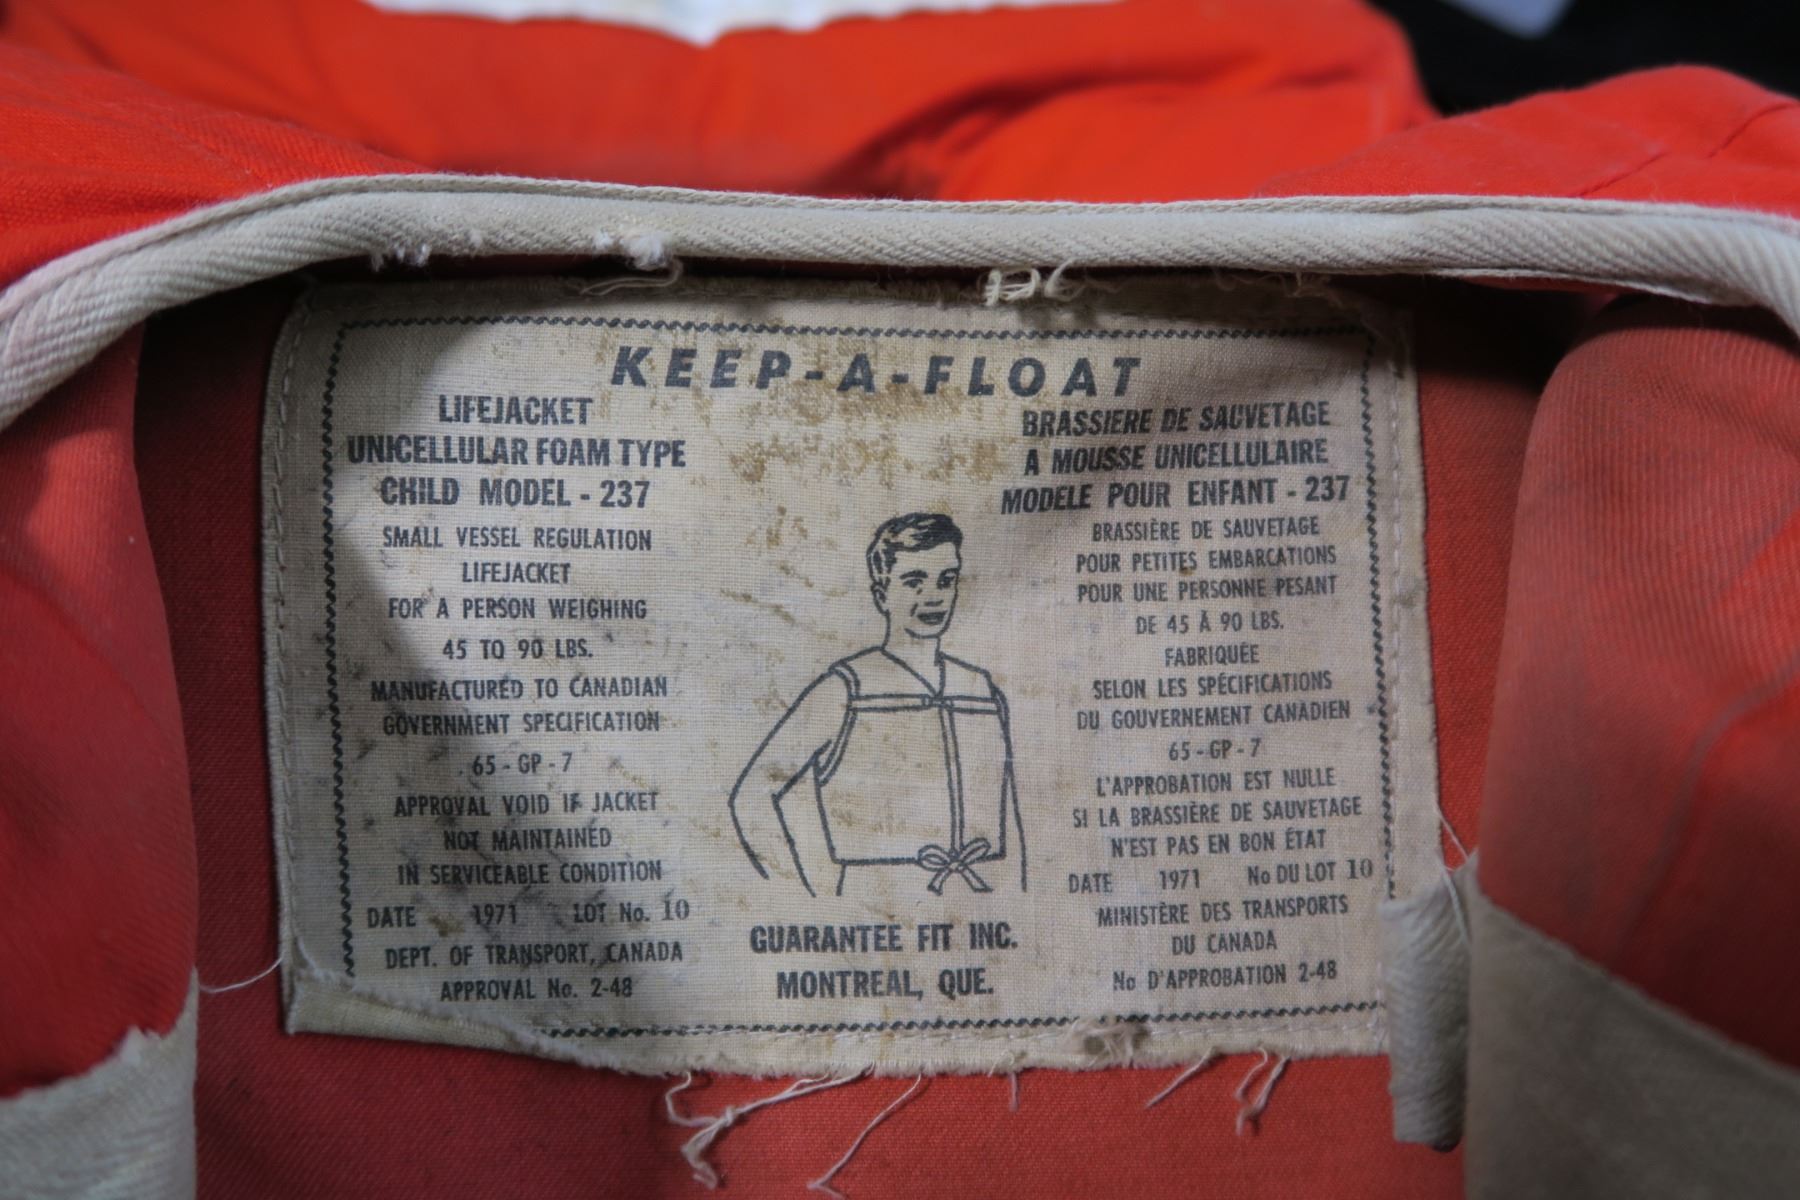 KEEP-A-FLOAT
LIFEJACKET
UNICELLULAR FOAM TYPE
CHILD MODEL - 237
SMALL VESSEL REGULATION
LIFEJACKET
FOR A PERSON WEIGHING
45 TO 90 LBS.
MANUFACTURED TO CANADIAN
GOVERNMENT SPECIFICATION
65-GP-7
APPROVAL VOID IF JACKET
NOT MAINTAINED
IN SERVICEABLE CONDITION
DATE 1971 LOT No. 10
DEPT. OF TRANSPORT, CANADA
APPROVAL No. 2-48
GUARANTEE FIT INC.
MONTREAL, QUE.
BRASSIERE DE SAUVETAGE
A MOUSSE UNICELLULAIRE
MODELE POUR ENFANT - 237
BRASSIÈRE DE SAUVETAGE
POUR PETITES EMBARCATIONS
POUR UNE PERSONNE PESANT
DE 45 À 90 LBS.
FABRIQUÉE
SELON LES SPÉCIFICATIONS
DU GOUVERNEMENT CANADIEN
65-GP-7
L'APPROBATION EST NULLE
SI LA BRASSIÈRE DE SAUVETAGE
N'EST PAS EN BON ÉTAT
DATE 1971 No DU LOT 10
MINISTÈRE DES TRANSPORTS
DU CANADA
No D'APPROBATION 2-48